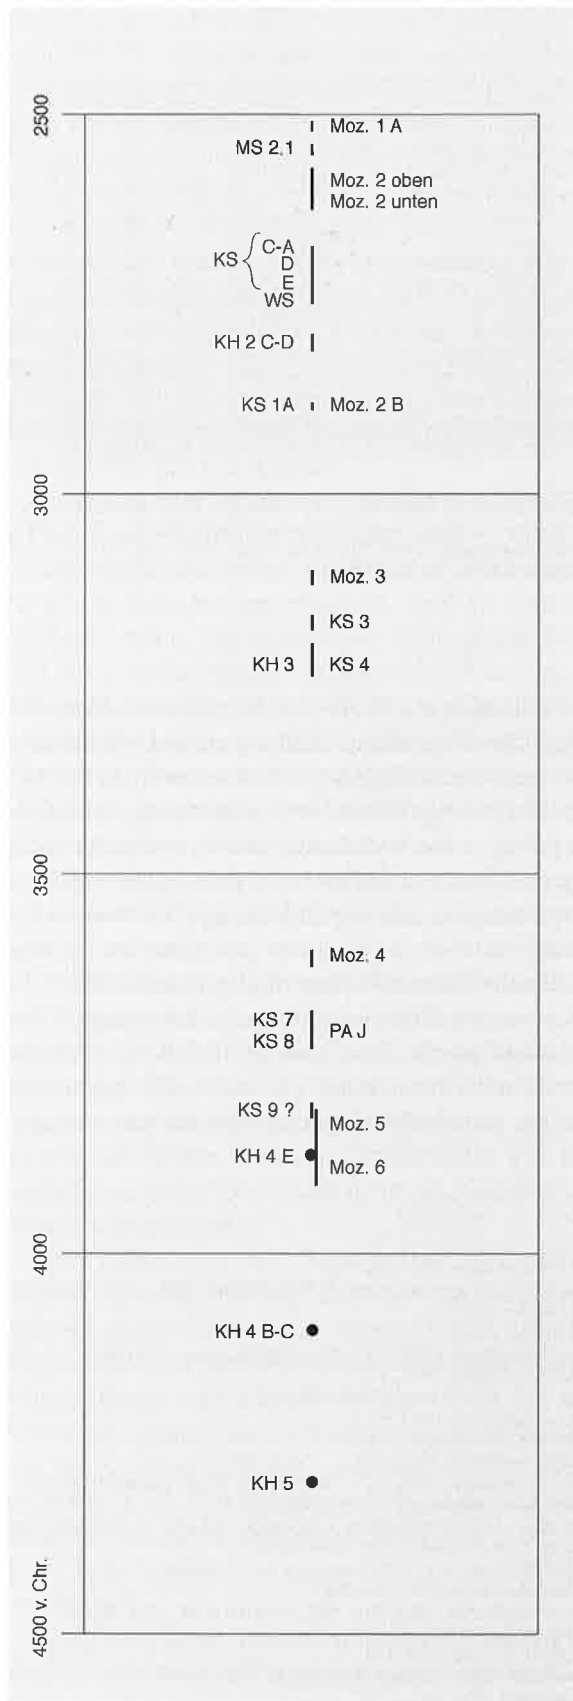 2500
Moz. 1 A
MS 2,1
Moz. 2 oben
Moz. 2 unten
KS
C-A
D
E
WS
KH 2 C-D
KS 1A Moz. 2 B
3000
Moz. 3
KS 3
KH 3 KS 4
3500
Moz. 4
KS 7
KS 8
PA J
KS 9 ?
Moz. 5
KH 4 E
Moz. 6
4000
KH 4 B-C
KH 5
4500 v. Chr.